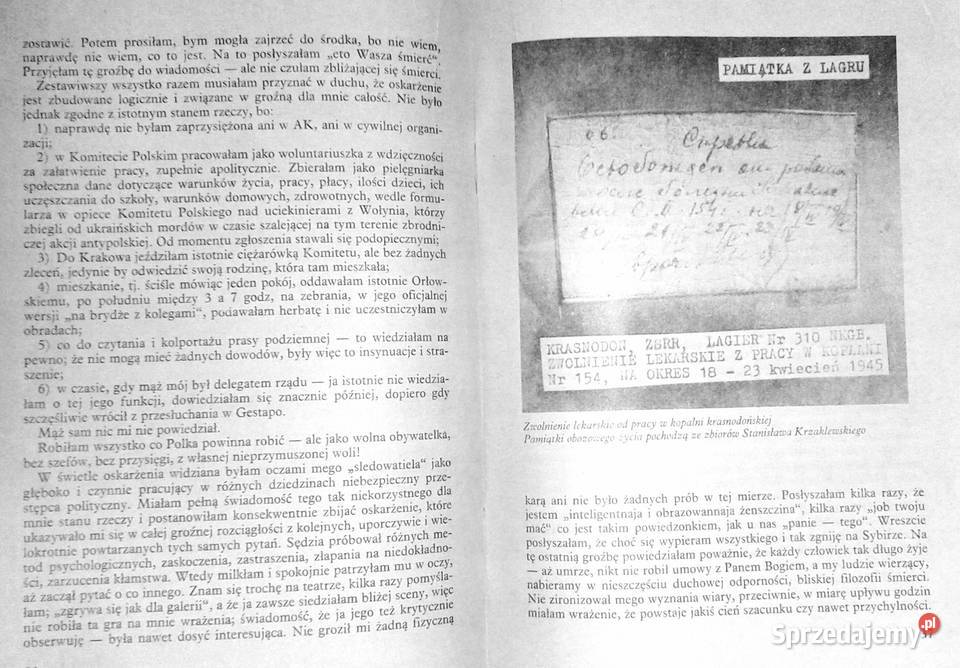 zostawić. Potem prosiłam, bym mogła zajrzeć do środka, bo nie wiem,
naprawdę nie wiem, co to jest. Na to posłyszałam „eto Wasza śmierć“.
Przyjęłam tę groźbę do wiadomości — ale nie czułam zbliżającej się śmierci.
Zestawiwszy wszystko razem musiałam przyznać w duchu, że oskarżenie
jest zbudowane logicznie i związane w groźną dla mnie całość. Nie było
jednak zgodne z istotnym stanem rzeczy, bo:
1) naprawdę nie byłam zaprzysiężona ani w AK, ani w cywilnej organi-
zacji;
2) w Komitecie Polskim pracowałam jako woluntariuszka z wdzięczności
za załatwienie pracy, zupełnie apolitycznie. Zbierałam jako pielęgniarka
społeczna dane dotyczące warunków życia, pracy, płacy, ilości dzieci, ich
uczęszczania do szkoły, warunków domowych, zdrowotnych, wedle formu-
larza w opiece Komitetu Polskiego nad uciekinierami z Wołynia, którzy
zbiegli od ukraińskich mordów w czasie szalejącej na tym terenie zbrodni-
czej akcji antypolskiej. Od momentu zgłoszenia stawali się podopiecznymi;
3) Do Krakowa jeździłam istotnie ciężarówką Komitetu, ale bez żadnych
zleceń, jedynie by odwiedzić swoją rodzinę, która tam mieszkała;
4) mieszkanie, tj. ściśle mówiąc jeden pokój, oddawałam istotnie Orłow-
skiemu, po południu między 3 a 7 godz, na zebrania, w jego oficjalnej
wersji „na brydże z kolegami“, podawałam herbatę i nie uczestniczyłam w
obradach;
5) co do czytania i kolportażu prasy podziemnej — to wiedziałam na
pewno; że nie mogą mieć żadnych dowodów, były więc to insynuacje i stra-
szenie;
6) w czasie, gdy mąż mój był delegatem rządu — ja istotnie nie wiedzia-
łam o tej jego funkcji, dowiedziałam się znacznie później, dopiero gdy
szczęśliwie wrócił z przesłuchania w Gestapo.
Mąż sam nic mi nie powiedział.
Robiłam wszystko co Polka powinna robić — ale jako wolna obywatelka,
bez szefów, bez przysięgi, z własnej nieprzymuszonej woli!
W świetle oskarżenia widziana byłam oczami mego „sledowatiela“ jako
głęboko i czynnie pracujący w różnych dziedzinach niebezpieczny prze-
stępca polityczny. Miałam pełną świadomość tego tak niekorzystnego dla
mnie stanu rzeczy i postanowiłam konsekwentnie zbijać oskarżenie, które
ukazywało mi się w całej groźnej rozciągłości z kolejnych, uporczywie i wie-
lokrotnie powtarzanych tych samych pytań. Sędzia próbował różnych me-
tod psychologicznych, zaskoczenia, zastraszenia, złapania na niedokładno-
ści, zarzucenia kłamstwa. Wtedy milkłam i spokojnie patrzyłam mu w oczy,
aż zaczął pytać o co innego. Znam się trochę na teatrze, kilka razy pomyśla-
łam; „zgrywa się jak dla galerii“, a że ja zawsze siedziałam bliżej sceny, więc
nie robiła ta gra na mnie wrażenia; świadomość, że ja jego też krytycznie
obserwuję — była nawet dosyć interesująca. Nie groził mi żadną fizyczną
PAMIĄTKA Z LAGRU
66.
Справка
Освобожден
KRASNODON, ZSRR, LAGIER Nr 310 NKGB.
ZWOLNIENIE LEKARSKIE Z PRACY W KOPALNI
Nr 154, NA OKRES 18 - 23 kwiecień 1945
Zwolnienie lekarskie od pracy w kopalni krasnodońskiej
Pamiątki obozowego życia pochodzą ze zbiorów Stanisława Krzaklewskiego
karą ani nie było żadnych prób w tej mierze. Posłyszałam kilka razy, że
jestem „inteligentnaja i obrazowannaja ženszczina“, kilka razy „job twoju
mać“ co jest takim powiedzonkiem, jak u nas „panie — tego“. Wreszcie
posłyszałam, że choć się wypieram wszystkiego i tak zgniję na Sybirze. Na
tę ostatnią groźbę powiedziałam poważnie, że każdy człowiek tak długo żyje
— aż umrze, nikt nie robił umowy z Panem Bogiem, a my ludzie wierzący,
nabieramy w nieszczęściu duchowej odporności, bliskiej filozofii śmierci.
Nie zironizował mego wyznania wiary, przeciwnie, w miarę upływu godzin
miałam wrażenie, że powstaje jakiś cień szacunku czy nawet przychylności.
Sprzedajemy.pl